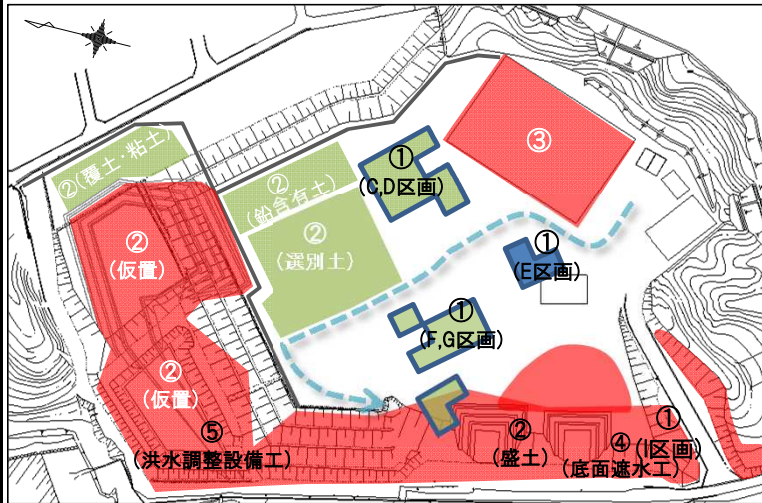 ②(覆土・粘土)
②
(鉛含有土)
①
(C,D区画)
③
②
(仮置)
②
(選別土)
①
(E区画)
①
(F,G区画)
②
(仮置)
⑤
(洪水調整設備工)
②
(盛土)
①
④(I区画)
(底面遮水工)